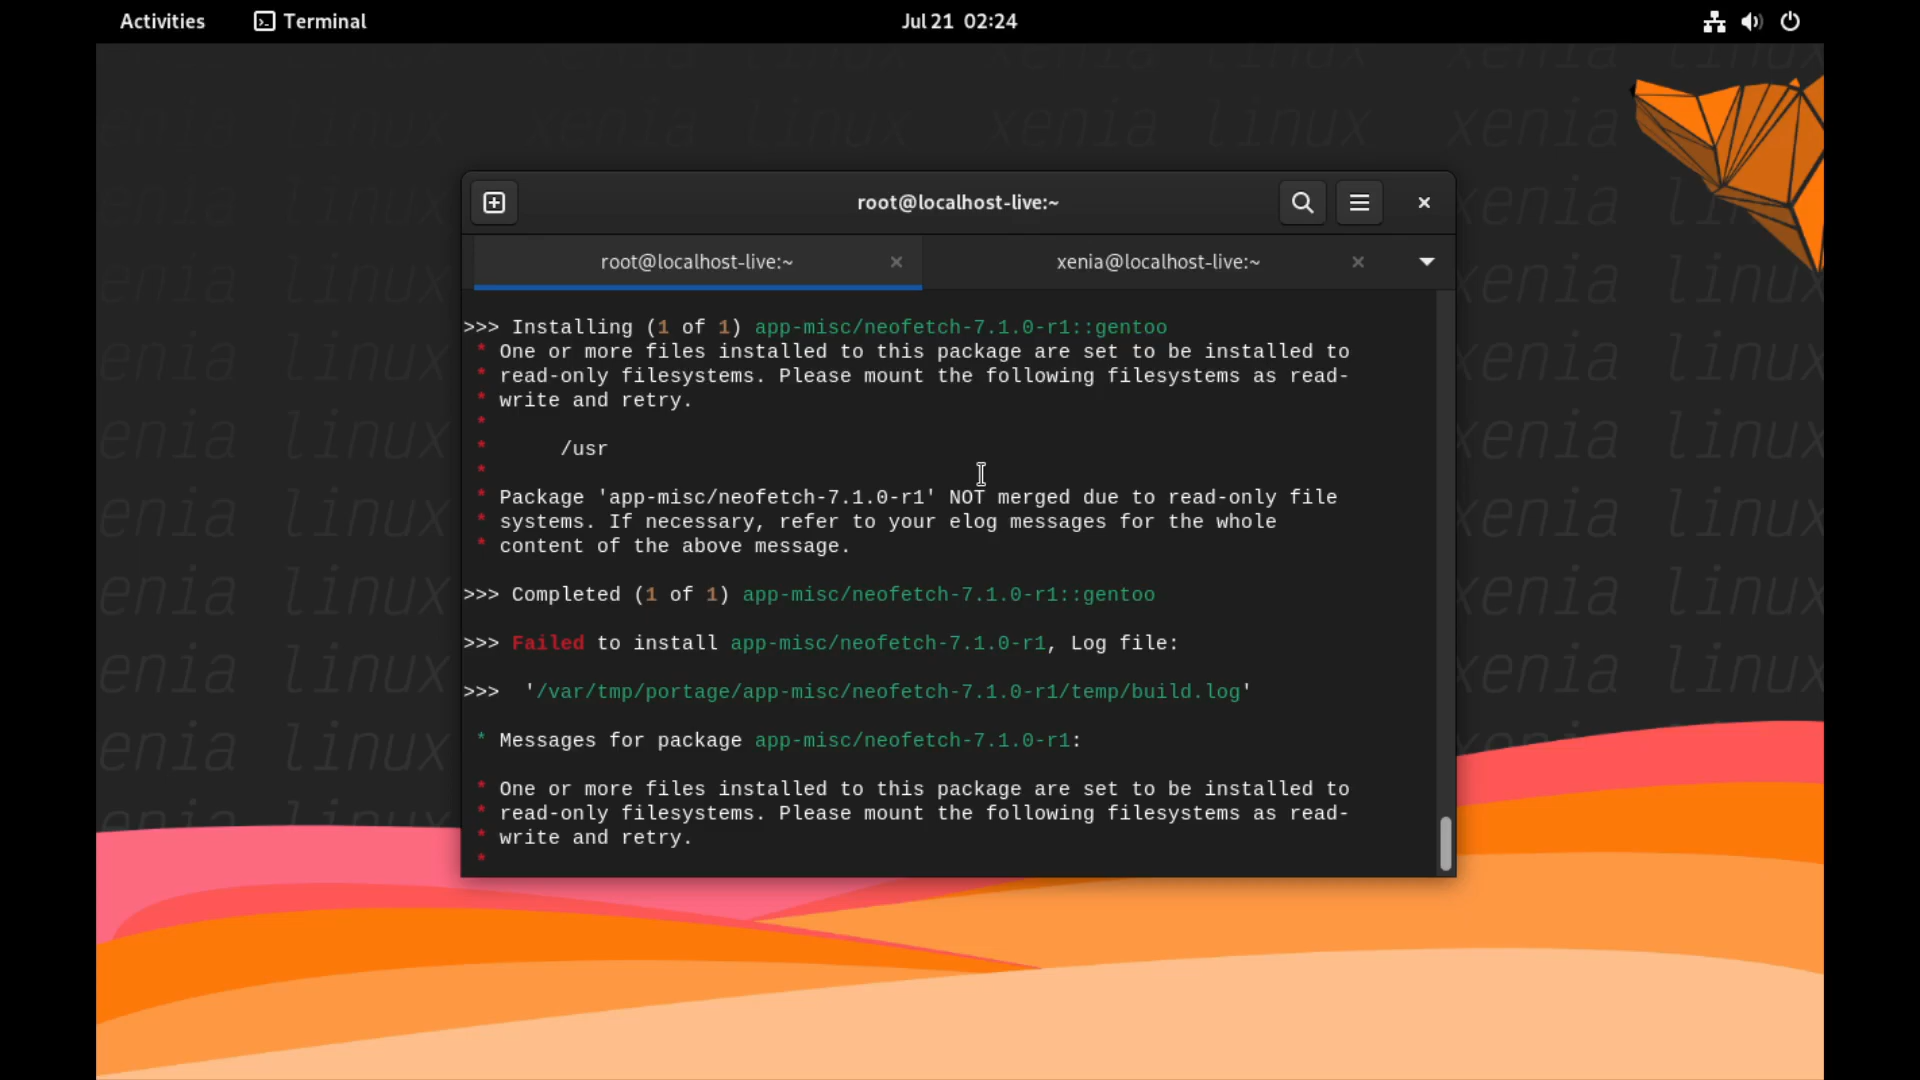 Activities
Terminal
Jul 21 02:24
root@localhost-live:~
root@localhost-live:~
xenia@localhost-live:~
>>> Installing (1 of 1) app-misc/neofetch-7.1.0-r1::gentoo
* One or more files installed to this package are set to be installed to
* read-only filesystems. Please mount the following filesystems as read-
* write and retry.
*
* /usr
*
* Package 'app-misc/neofetch-7.1.0-r1' NOT merged due to read-only file
* systems. If necessary, refer to your elog messages for the whole
* content of the above message.
>>> Completed (1 of 1) app-misc/neofetch-7.1.0-r1::gentoo
>>> Failed to install app-misc/neofetch-7.1.0-r1, Log file:
>>> '/var/tmp/portage/app-misc/neofetch-7.1.0-r1/temp/build.log'
* Messages for package app-misc/neofetch-7.1.0-r1:
* One or more files installed to this package are set to be installed to
* read-only filesystems. Please mount the following filesystems as read-
* write and retry.
*
xenia linux xenia linux xenia linux xenia